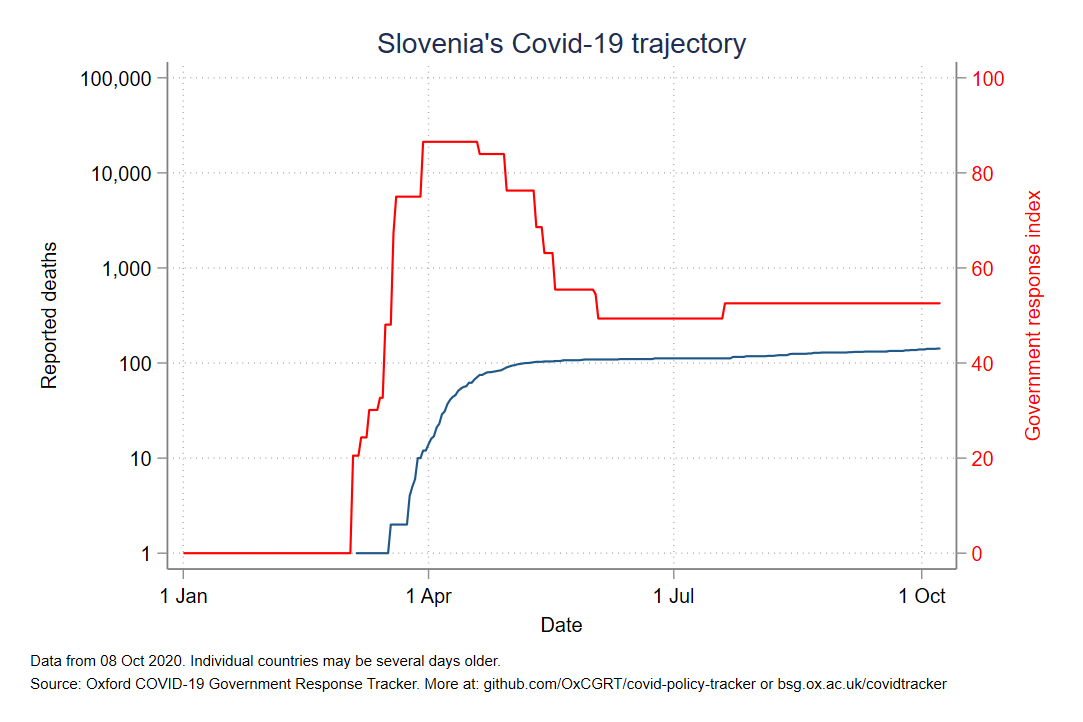 Slovenia's Covid-19 trajectory
100,000
10,000
1,000
100
10
1
Reported deaths
100
80
60
40
20
0
Government response index
1 Jan
1 Apr
1 Jul
1 Oct
Date
Data from 08 Oct 2020. Individual countries may be several days older.
Source: Oxford COVID-19 Government Response Tracker. More at: github.com/OxCGRT/covid-policy-tracker or bsg.ox.ac.uk/covidtracker